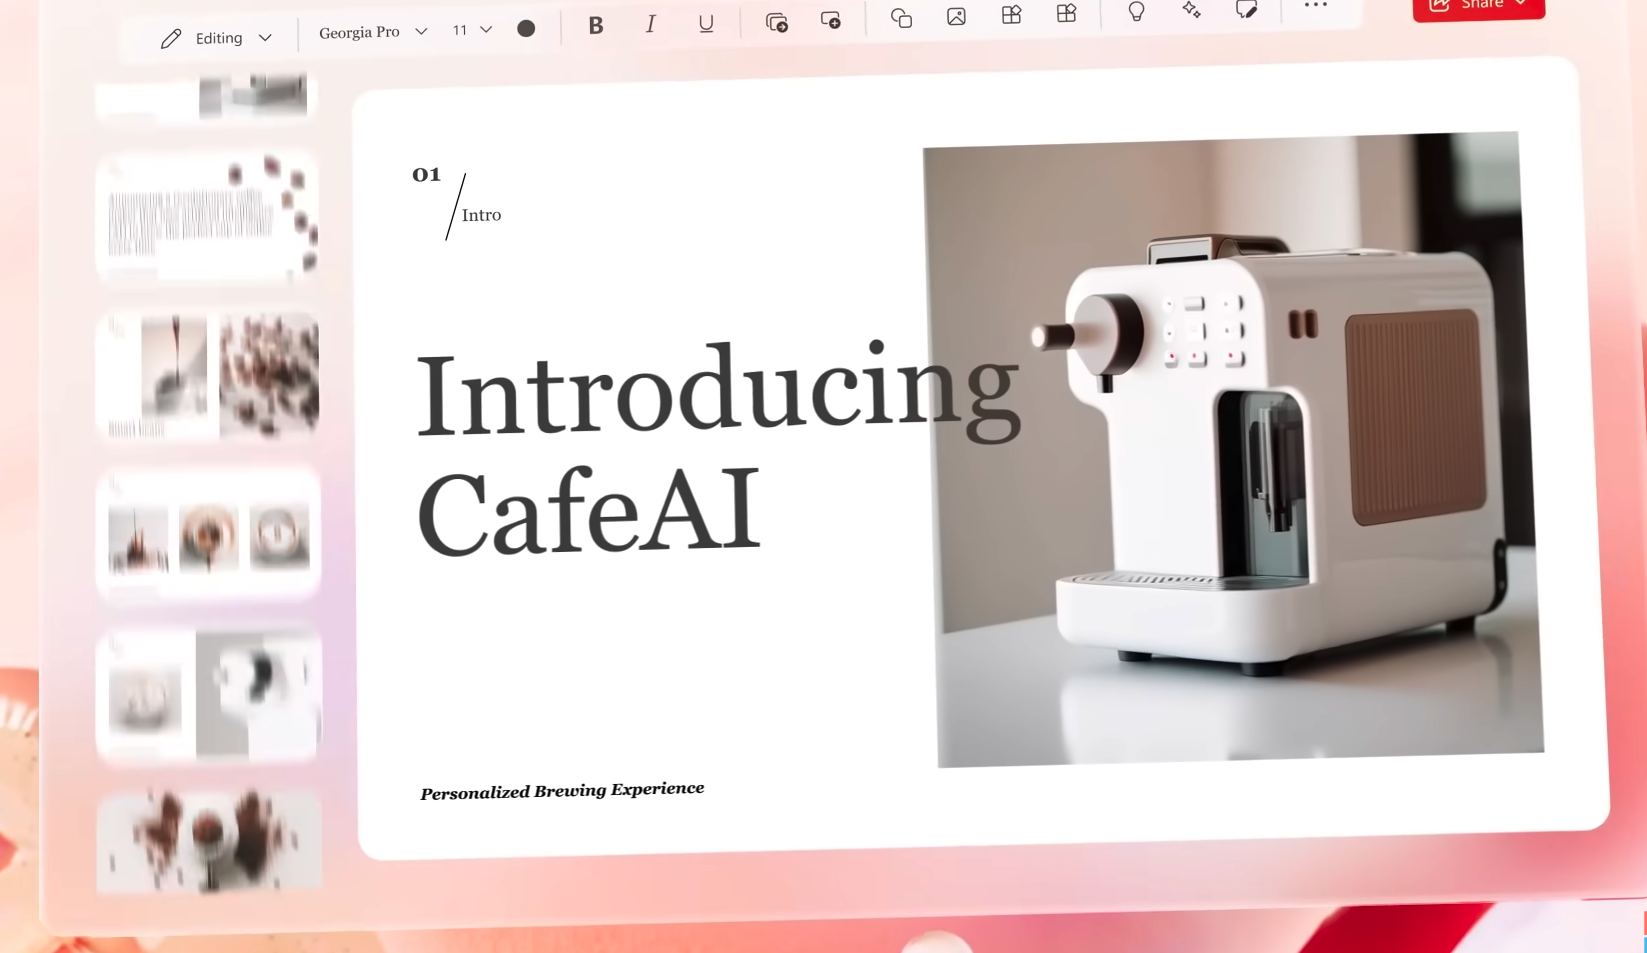 Editing
Georgia Pro
11
B
I
U
Share
01
Intro
Introducing
CafeAI
Personalized Brewing Experience